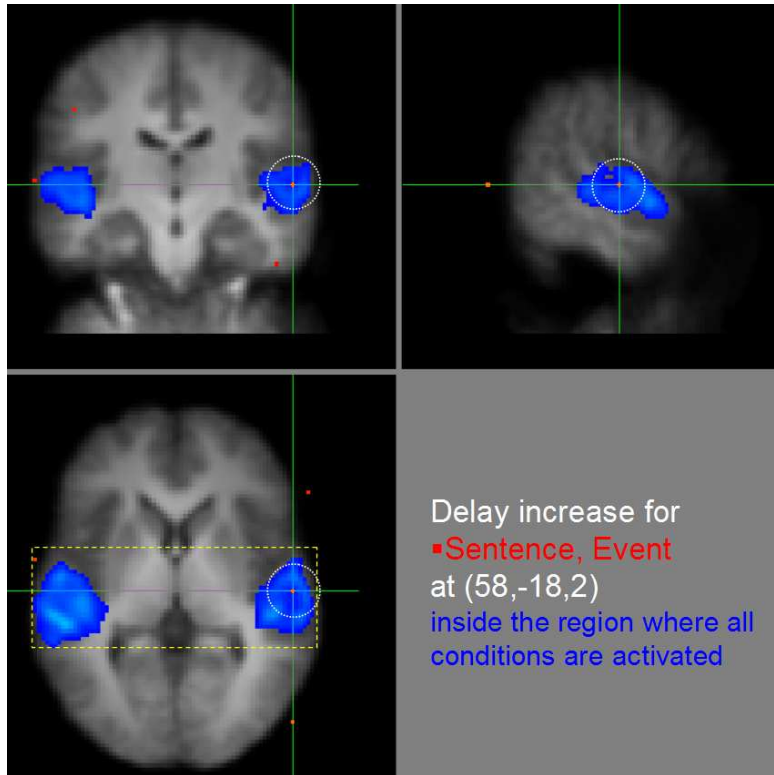 Delay increase for
▪Sentence, Event
at (58,-18,2)
inside the region where all
conditions are activated